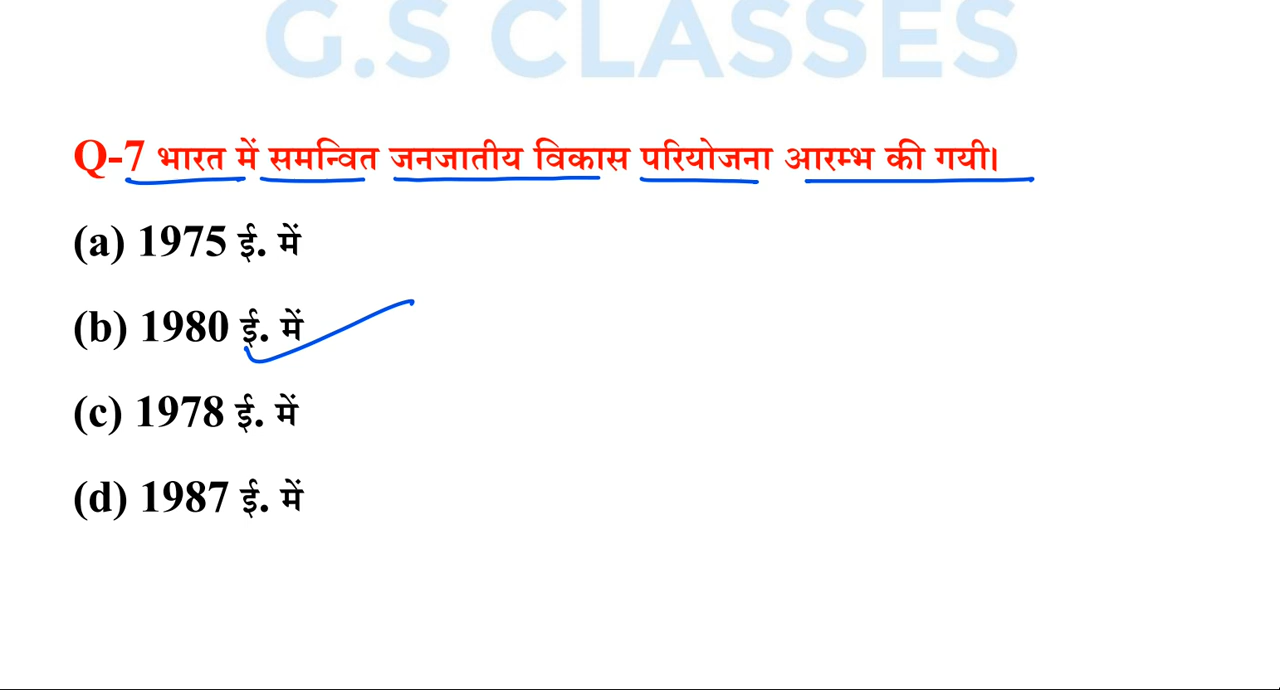 G.S CLASSES
Q-7 भारत में समन्वित जनजातीय विकास परियोजना आरम्भ की गयी।
(a) 1975 ई. में
(b) 1980 ई. में
(c) 1978 ई. में
(d) 1987 ई. में